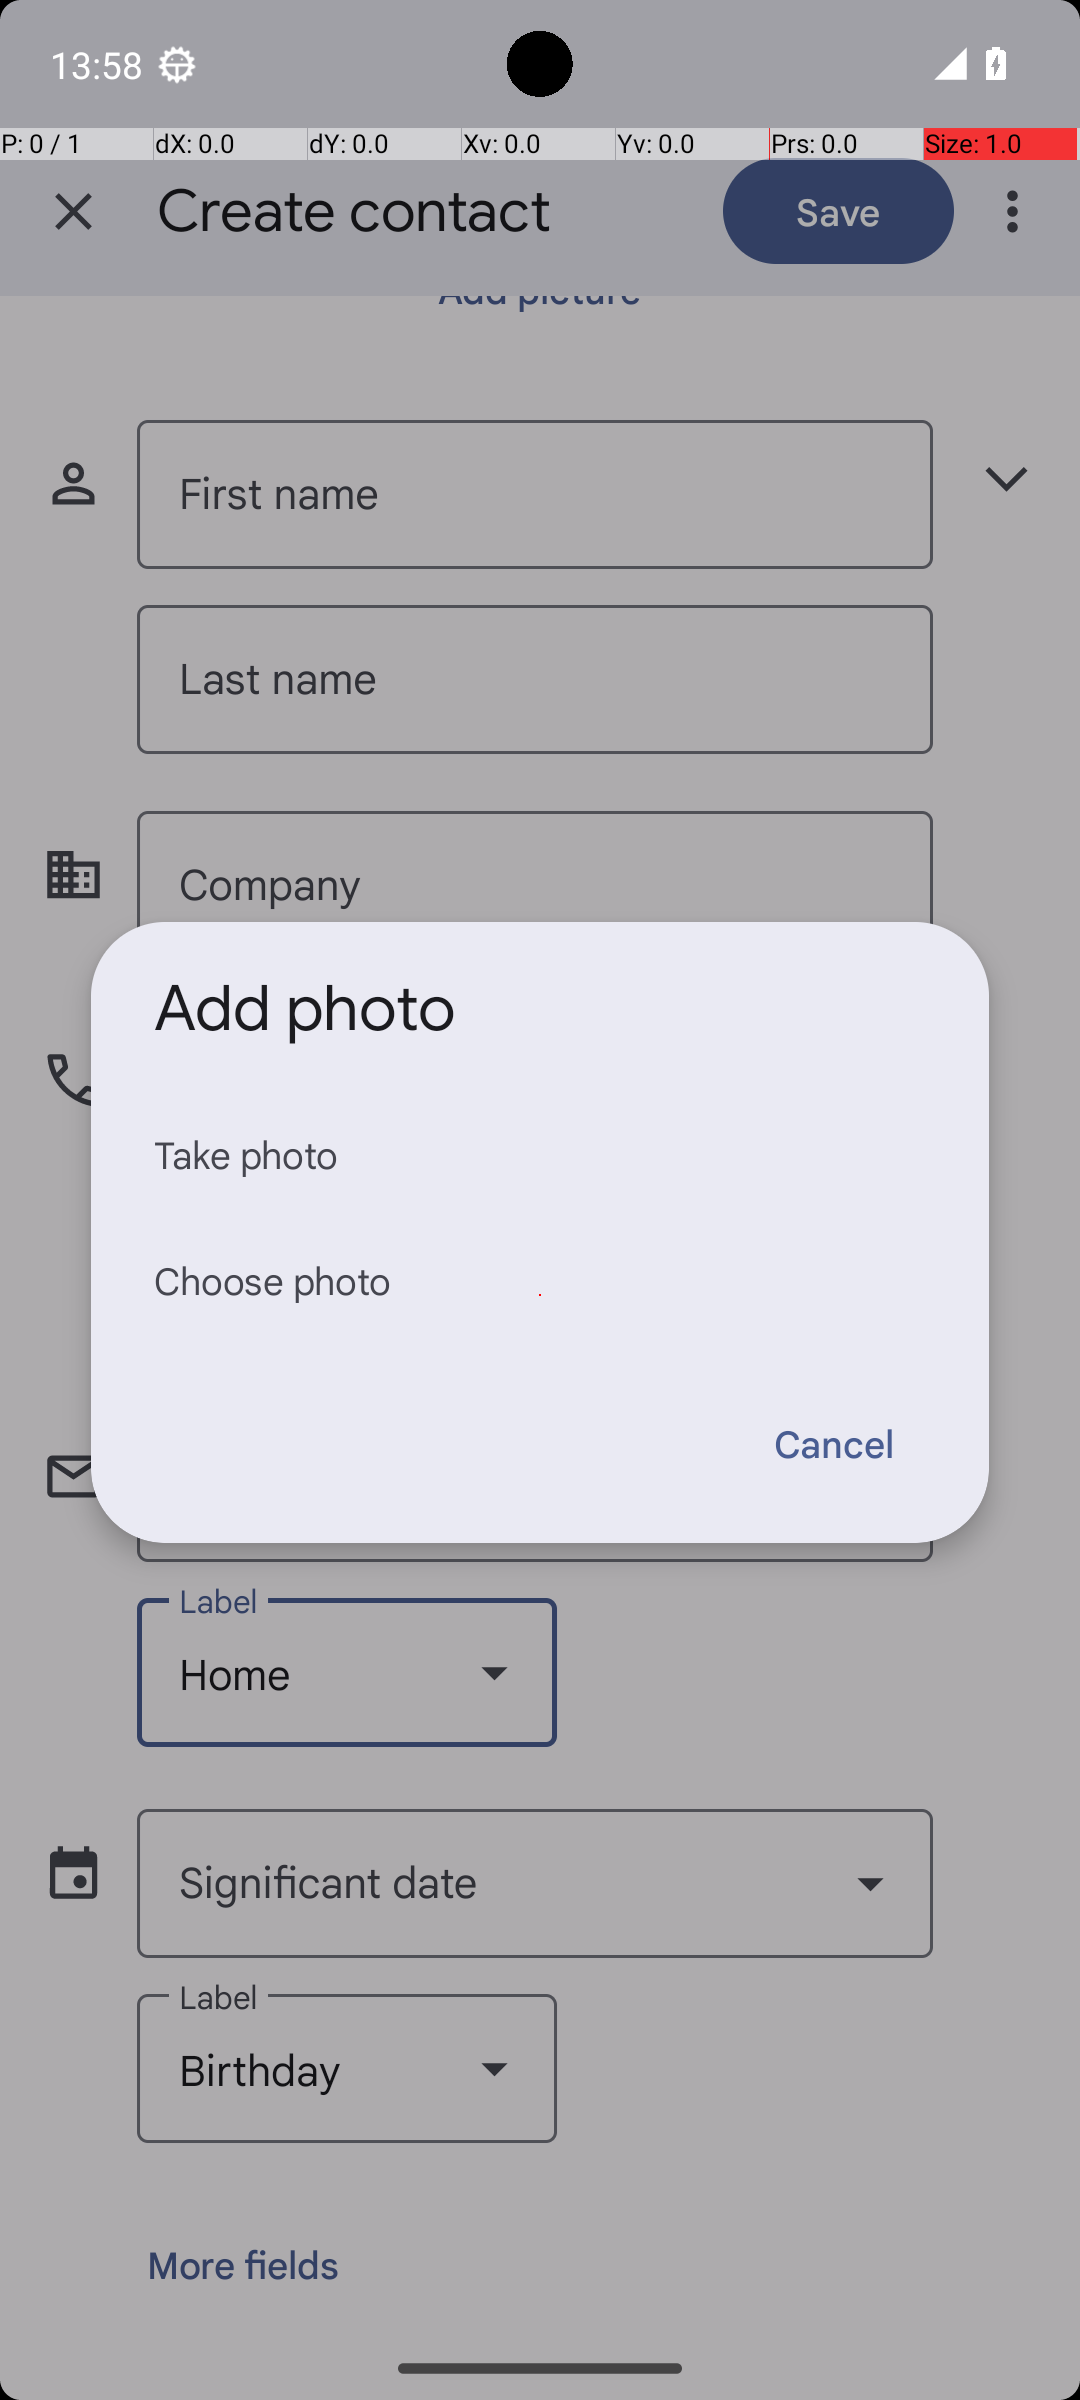 13:58
P: 0 / 1 dX: 0.0 dY: 0.0 Xv: 0.0 Yv: 0.0 Prs: 0.0 Size: 1.0
Create contact Save
Add picture
First name
Last name
Company
Add photo
Take photo
Choose photo
Cancel
Label
Home
Significant date
Label
Birthday
More fields